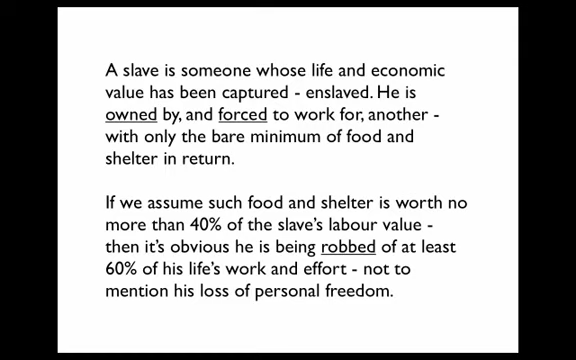 A slave is someone whose life and economic
value has been captured - enslaved. He is
owned by, and forced to work for, another -
with only the bare minimum of food and
shelter in return.
If we assume such food and shelter is worth no
more than 40% of the slave's labour value -
then it's obvious he is being robbed of at least
60% of his life's work and effort - not to
mention his loss of personal freedom.